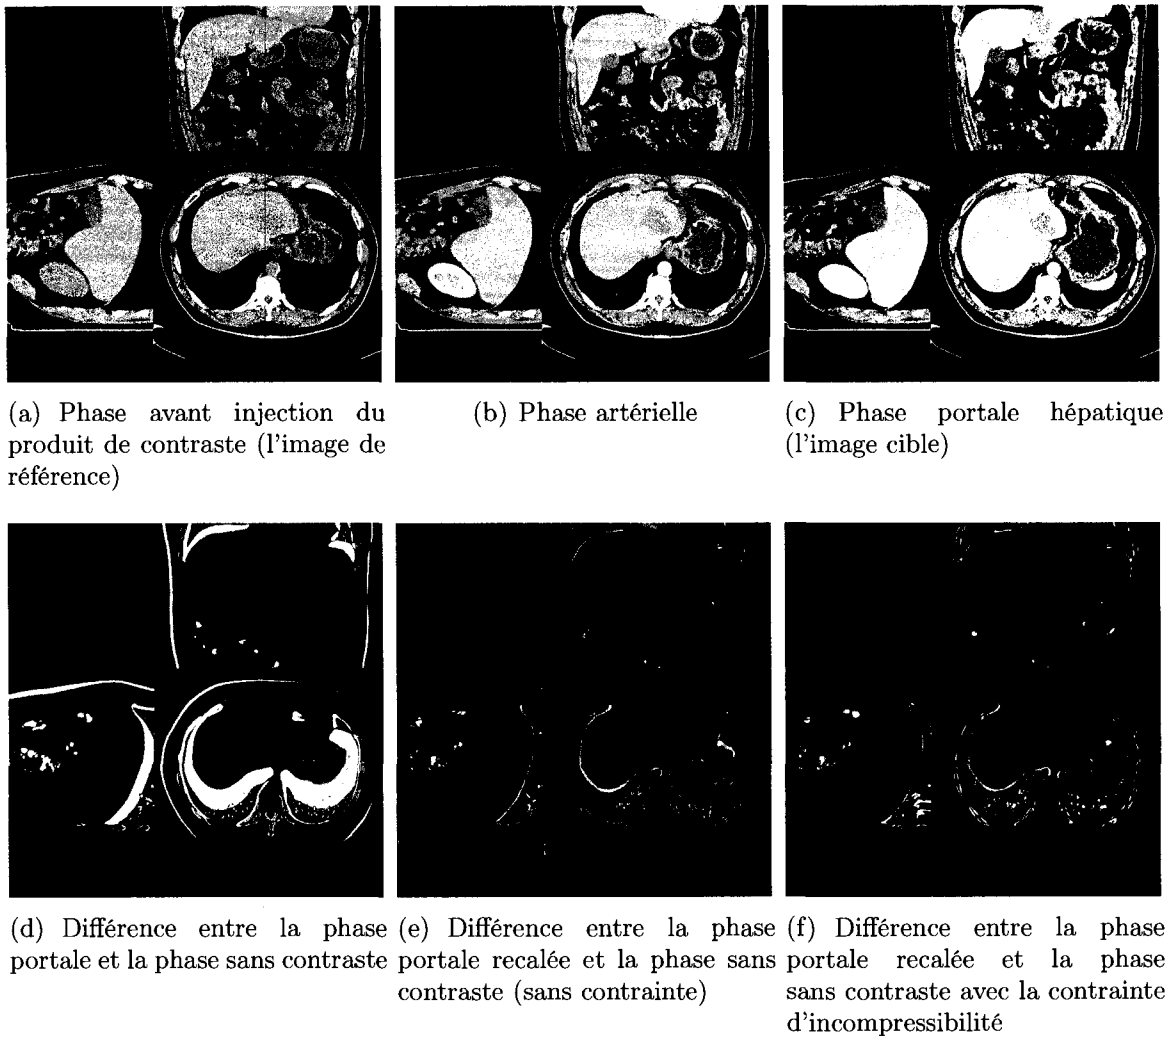 (a) Phase avant injection du
produit de contraste (l'image de
référence)
(b) Phase artérielle
(c) Phase portale hépatique
(l'image cible)
(d) Différence entre la phase
portale et la phase sans contraste
(e) Différence entre la phase
portale recalée et la phase sans
contraste (sans contrainte)
(f) Différence entre la phase
portale recalée et la phase
sans contraste avec la contrainte
d'incompressibilité